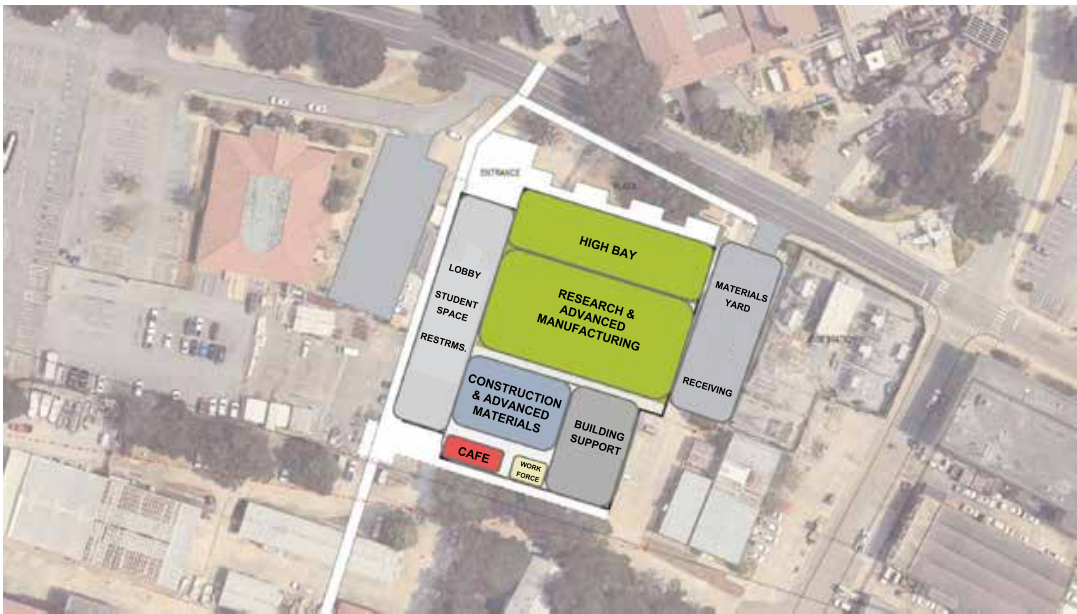 ENTRANCE
PLAZA
HIGH BAY
LOBBY
STUDENT
SPACE
RESTRMS.
RESEARCH &
ADVANCED
MANUFACTURING
MATERIALS
YARD
RECEIVING
CONSTRUCTION
& ADVANCED
MATERIALS
BUILDING
SUPPORT
CAFE
WORK
FORCE